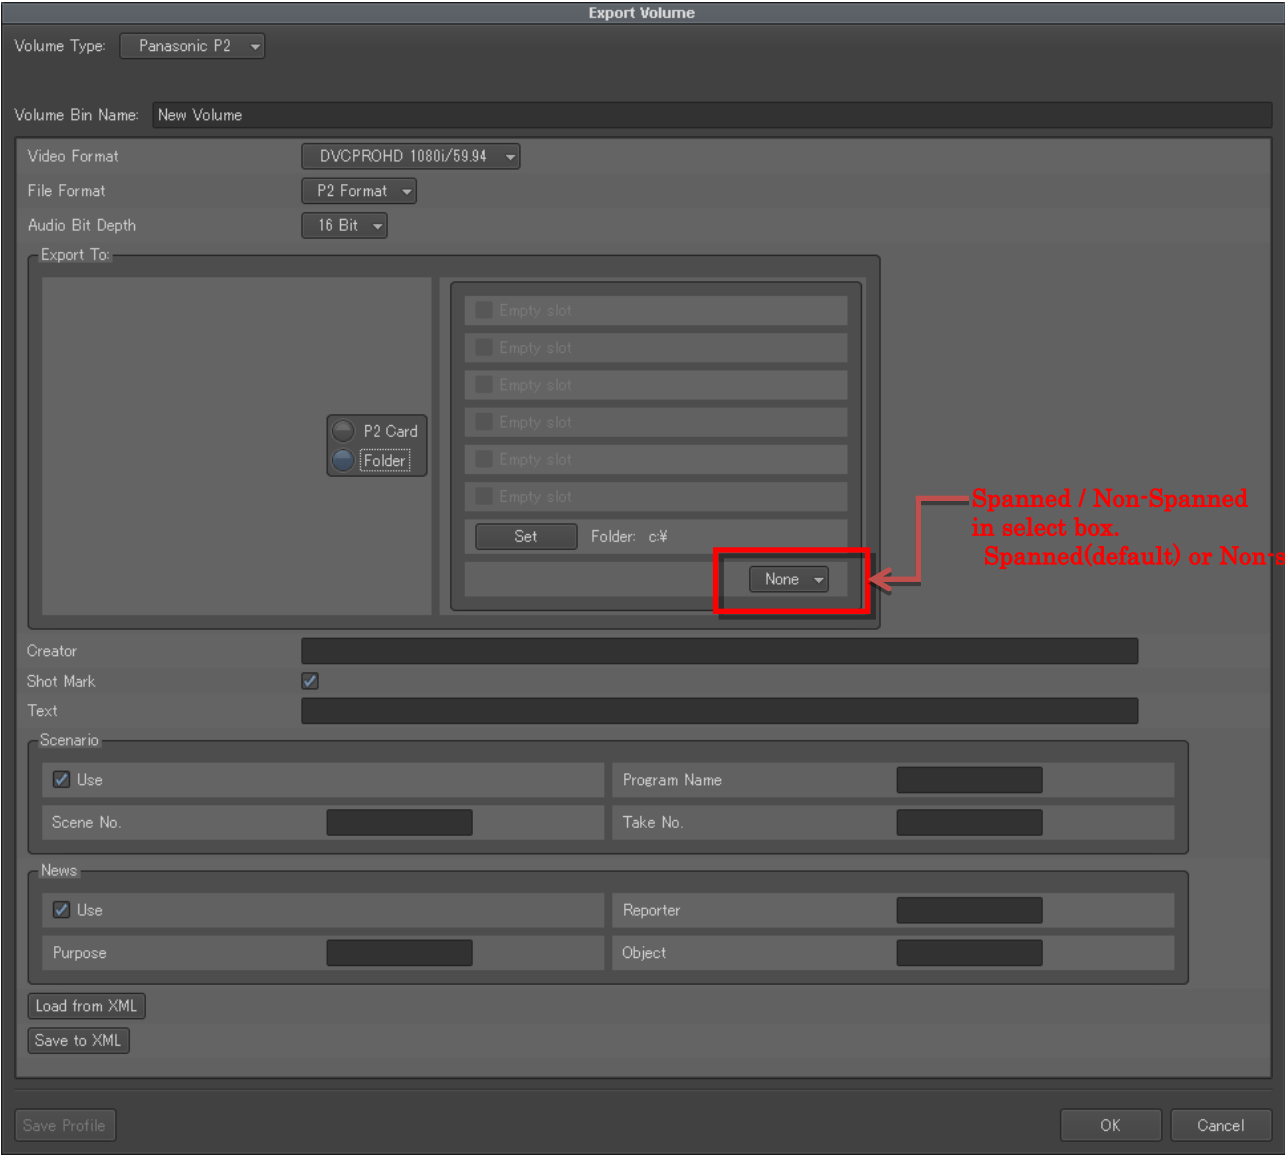 Export Volume
Volume Type: Panasonic P2
Volume Bin Name: New Volume
Video Format DVCPROHD 1080i/59.94
File Format P2 Format
Audio Bit Depth 16 Bit
Export To:
Empty slot
Empty slot
Empty slot
Empty slot
P2 Card
Folder
Empty slot
Empty slot
Spanned / Non-Spanned
in select box.
Spanned(default) or Non-s
Set Folder: c:¥
None
Creator
Shot Mark
Text
Scenario
Use Program Name
Scene No. Take No.
News
Use Reporter
Purpose Object
Load from XML
Save to XML
Save Profile OK Cancel